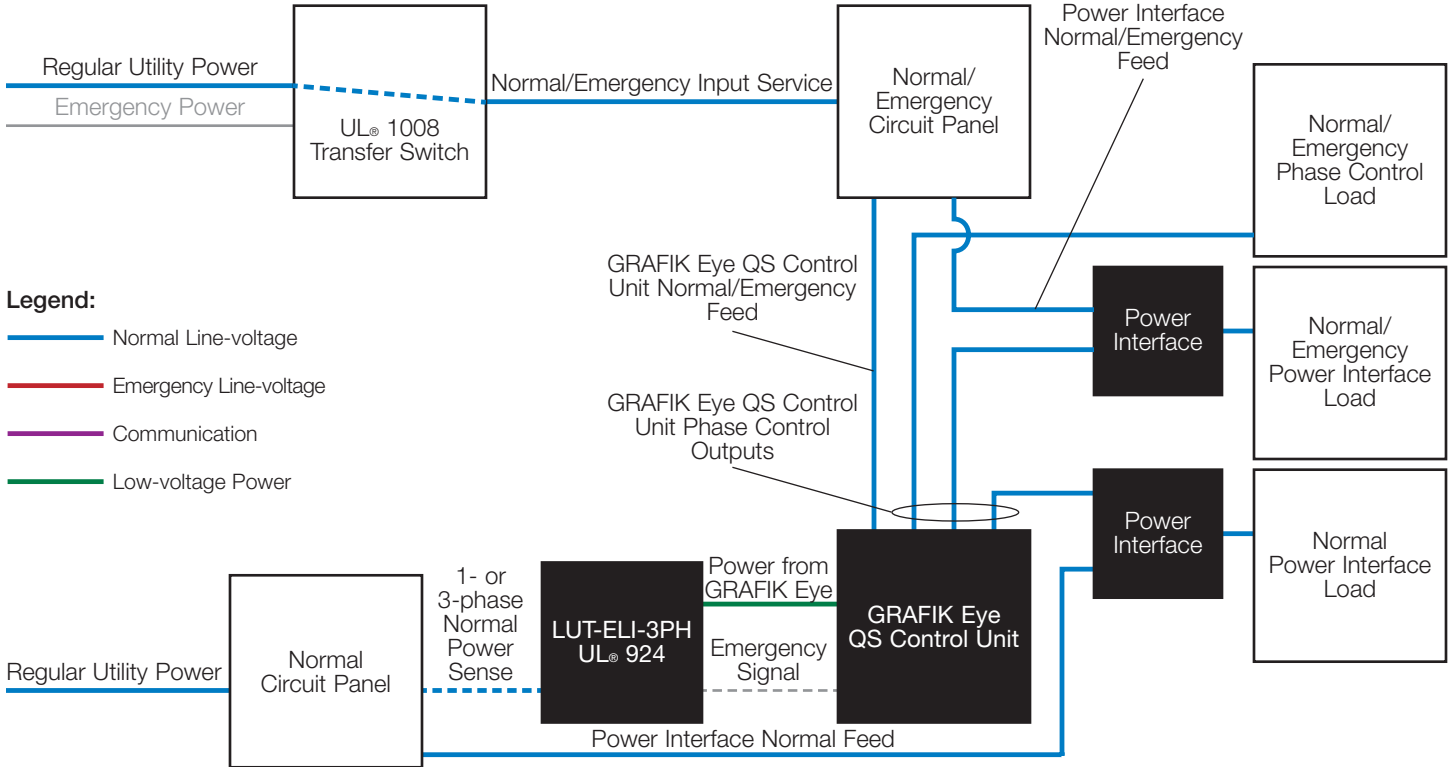 Regular Utility Power
Emergency Power
UL® 1008
Transfer Switch
Normal/Emergency Input Service
Normal/
Emergency
Circuit Panel
Power Interface
Normal/Emergency
Feed
Normal/
Emergency
Phase Control
Load
GRAFIK Eye QS Control
Unit Normal/Emergency
Feed
Power
Interface
Normal/
Emergency
Power Interface
Load
Legend:
Normal Line-voltage
Emergency Line-voltage
Communication
Low-voltage Power
GRAFIK Eye QS Control
Unit Phase Control
Outputs
Power
Interface
Normal
Power Interface
Load
Regular Utility Power
Normal
Circuit Panel
1- or
3-phase
Normal
Power
Sense
LUT-ELI-3PH
UL® 924
Power from
GRAFIK Eye
Emergency
Signal
GRAFIK Eye
QS Control Unit
Power Interface Normal Feed